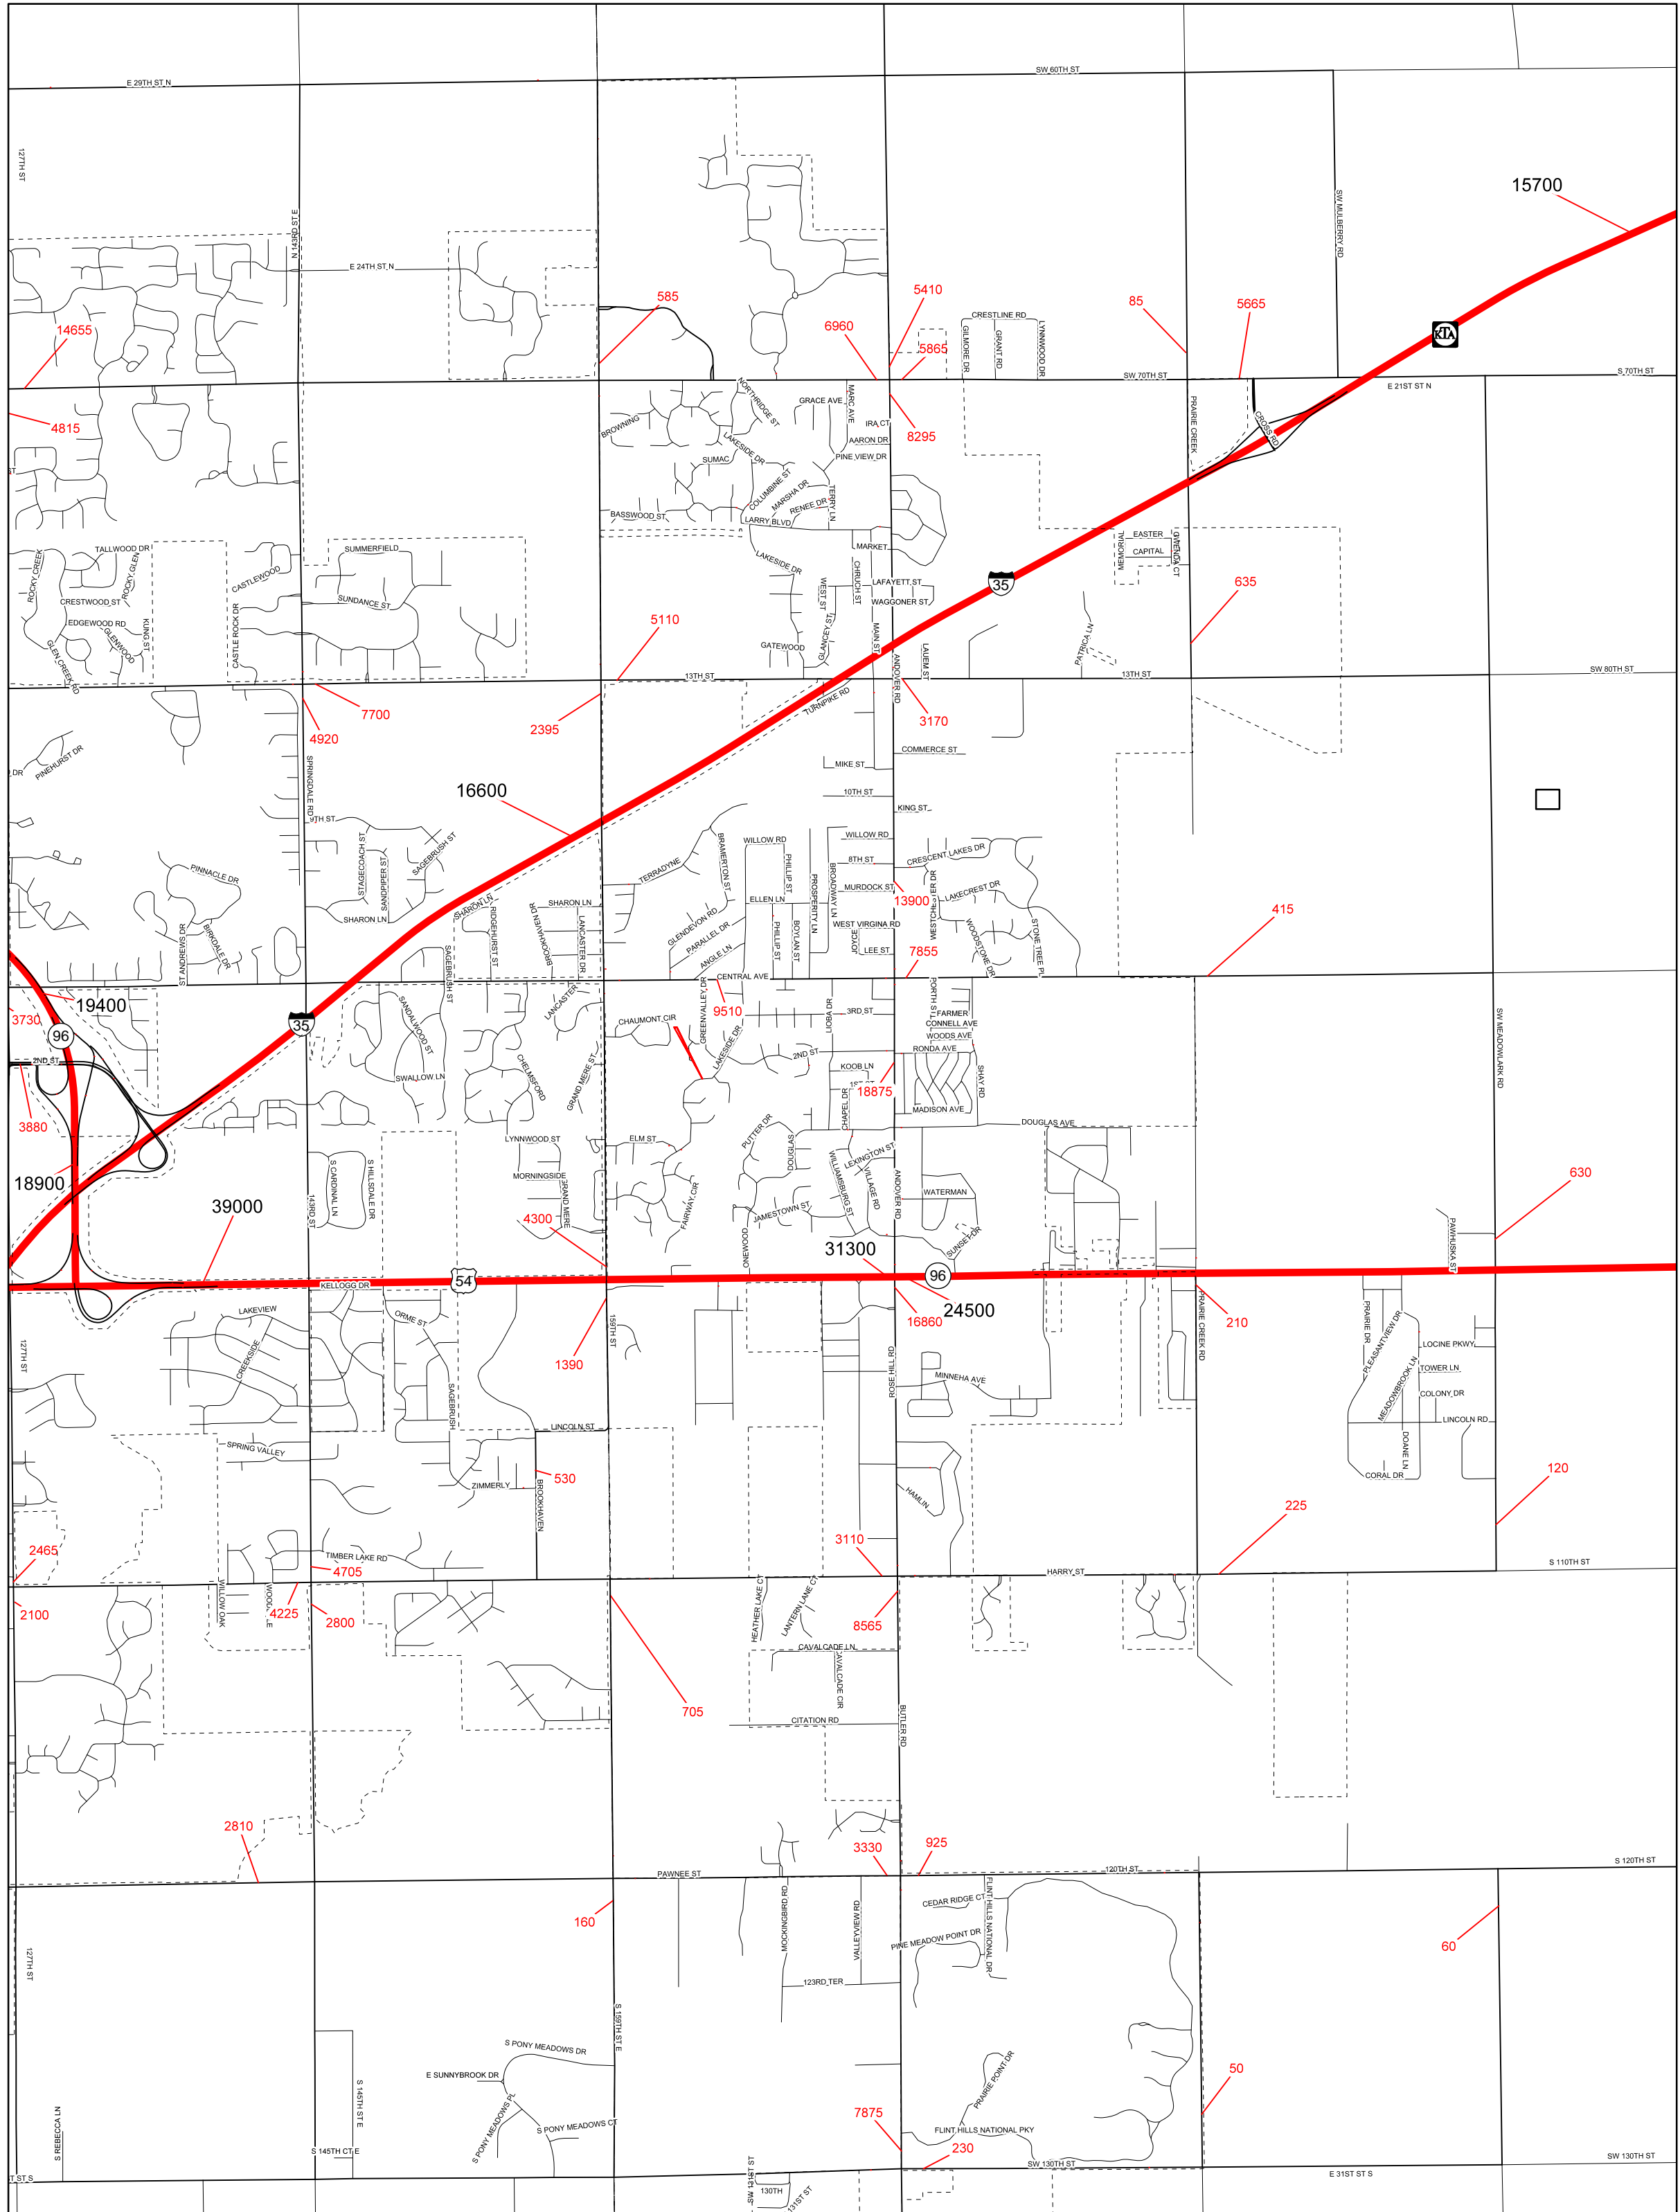 E 29TH ST N
SW 60TH ST
127TH ST
15700
N 143RD ST E
SW MULBERRY RD
E 24TH ST N
585
5410
85
5665
14655
6960
5865
CRESTLINE RD
GILMORE DR
GRANT RD
LYNNWOOD DR
KTA
SW 70TH ST
S 70TH ST
E 21ST ST N
4815
NORTHRIDGE ST
GRACE AVE
MARC AVE
IRA CT
8295
PRAIRIE CREEK
CROSS RD
BROWNING
LAKESIDE DR
AARON DR
SUMAC
PINE VIEW DR
COLUMBINE ST
MARSHA DR
RENEE DR
TERRY LN
BASSWOOD ST
LARRY BLVD
MARKET
EASTER
MEMORIAL
CAPITAL
TALLWOOD DR
SUMMERFIELD
ROCKY CREEK
ROCKY GLEN
CASTLEWOOD
LAKESIDE DR
CHRUCH ST
35
635
CRESTWOOD ST
SUNDANCE ST
WEST ST
LAFAYETT ST
WAGGONER ST
EDGEWOOD RD
GLENWOOD
KUNG ST
CASTLE ROCK DR
5110
GLANCEY ST
MAIN ST
GATEWOOD
LAUEM ST
PATRICA LN
GLEN CREEK RD
13TH ST
ANDOVER RD
13TH ST
SW 80TH ST
7700
2395
TURNPIKE RD
3170
4920
PINEHURST DR
DR
SPRINGDALE RD
COMMERCE ST
MIKE ST
16600
10TH ST
KING ST
9TH ST
WILLOW RD
WILLOW RD
BRAMERTON ST
CRESCENT LAKES DR
8TH ST
PHILLIP ST
STAGECOACH ST
SANDPIPER ST
SAGEBRUSH ST
PINNACLE DR
TERRADYNE
PROSPERITY LN
BROADWAY LN
MURDOCK ST
LAKECREST DR
ELLEN LN
13900
WESTCHESTER DR
SHARON LN
SHARON LN
SHARON LN
GLENDEVON RD
WEST VIRGINA RD
415
RIDGEHURST ST
BROOKHAVEN DR
LANCASTER DR
PARALLEL DR
PHILLIP ST
BOYLAN ST
JOYCE
LEE ST
WOODSTONE DR
STONE TREE PL
ST ANDREWS DR
BIRKDALE DR
SAGEBRUSH ST
ANGLE LN
7855
CENTRAL AVE
19400
3730
96
35
SANDALWOOD ST
LANCASTER
GREENVALLEY DR
9510
LIOBA DR
3RD ST
FARMER
CONNELL AVE
WOODS AVE
CHAUMONT CIR
2ND ST
LAKESIDE DR
2ND ST
RONDA AVE
KOOB LN
SW MEADOWLARK RD
SWALLOW LN
CHELMSFORD
GRAND MERE ST
18875
SHAY RD
CHAPEL DR
MADISON AVE
3880
DOUGLAS AVE
LYNNWOOD ST
ELM ST
PUTTER DR
DOUGLAS
LEXINGTON ST
18900
S CARDINAL LN
S HILLSDALE DR
MORNINGSIDE
GRAND MERE
FAIRWAY CIR
WILLIAMSBURG ST
VILLAGE RD
ANDOVER RD
WATERMAN
630
39000
143RD ST
4300
JAMESTOWN ST
ONEWOOD
31300
SUNSET DR
PAWHUSKA ST
KELLOGG DR
54
96
24500
16860
210
LAKEVIEW
ORME ST
159TH ST
PRAIRIE CREEK RD
PRAIRIE DR
PLEASANTVIEW DR
127TH ST
CREEKSIDE
1390
ROSE HILL RD
MINNEHA AVE
LOCINE PKWY
TOWER LN
MEADOWBROOK LN
COLONY DR
SAGEBRUSH
LINCOLN ST
LINCOLN RD
SPRING VALLEY
DOANE LN
530
ZIMMERLY
BROOKHAVEN
HAMLIN
CORAL DR
120
225
2465
TIMBER LAKE RD
4705
3110
HARRY ST
S 110TH ST
2100
WILLOW OAK
4225
2800
HEATHER LAKE CT
LANTERN LANE CT
8565
CAVALCADE LN
CAVALCADE CIR
705
CITATION RD
BUTLER RD
2810
3330
925
PAWNEE ST
120TH ST
S 120TH ST
160
MOCKINGBIRD RD
VALLEYVIEW RD
CEDAR RIDGE CT
FLINT HILLS NATIONAL DR
PINE MEADOW POINT DR
60
127TH ST
123RD TER
S 159TH ST E
S PONY MEADOWS DR
E SUNNYBROOK DR
PRAIRIE POINT DR
50
S REBECCA LN
S 145TH ST E
S PONY MEADOWS PL
S PONY MEADOWS CT
7875
FLINT HILLS NATIONAL PKY
S 145TH CT E
230
SW 130TH ST
SW 130TH ST
E 31ST ST S
T ST S
130TH
131ST ST